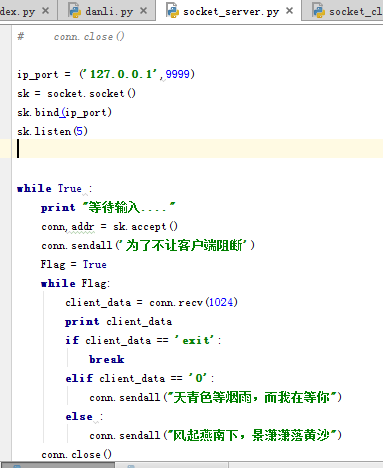 dex.py × danli.py × socket_server.py × socket_cl
# conn.close()
ip_port = ('127.0.0.1',9999)
sk = socket.socket()
sk.bind(ip_port)
sk.listen(5)
while True :
print "等待输入...."
conn,addr = sk.accept()
conn.sendall('为了不让客户端阻断')
Flag = True
while Flag:
client_data = conn.recv(1024)
print client_data
if client_data == 'exit':
break
elif client_data == '0':
conn.sendall("天青色等烟雨，而我在等你")
else :
conn.sendall("风起燕南下，景潇潇落黄沙")
conn.close()